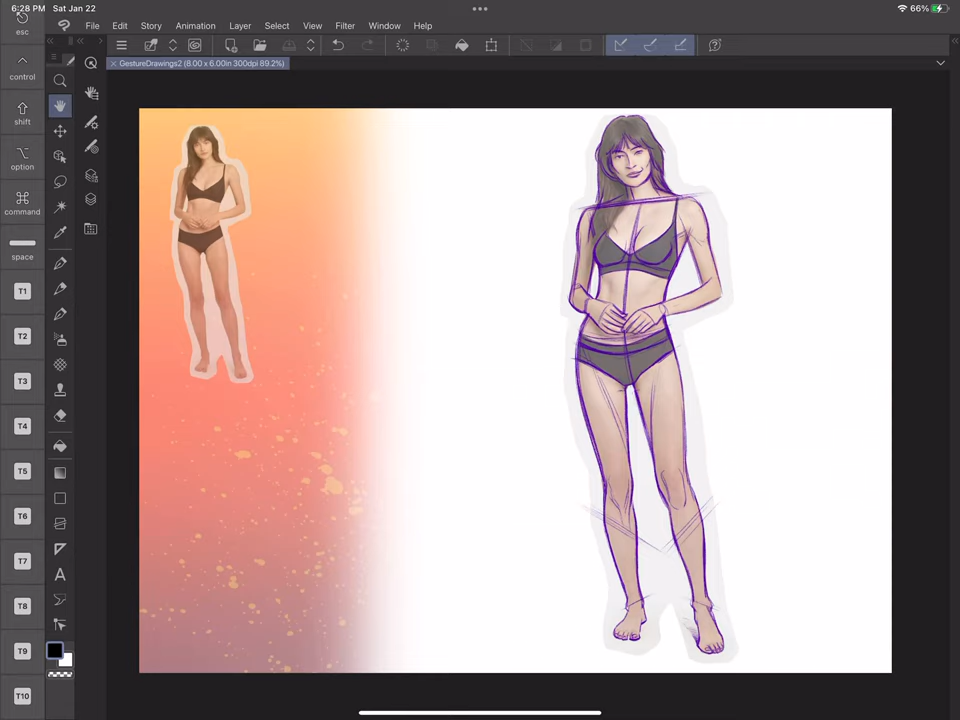 6:28 PM Sat Jan 22
66%
esc
File Edit Story Animation Layer Select View Filter Window Help
GestureDrawings2 (8.00 x 6.00in 300dpi 89.2%)
control
shift
option
command
space
T1
T2
T3
T4
T5
T6
T7
A
T8
T9
T10